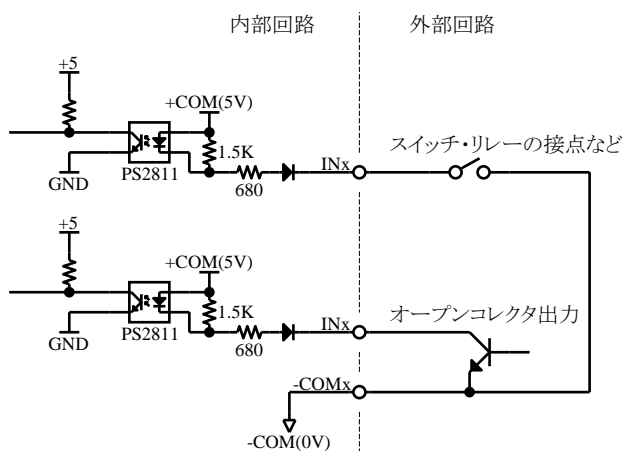 内部回路
外部回路
+5
+COM(5V)
1.5K
GND
PS2811
680
INx
スイッチ・リレーの接点など
+5
+COM(5V)
1.5K
GND
PS2811
680
INx
オープンコレクタ出力
-COMx
-COM(0V)